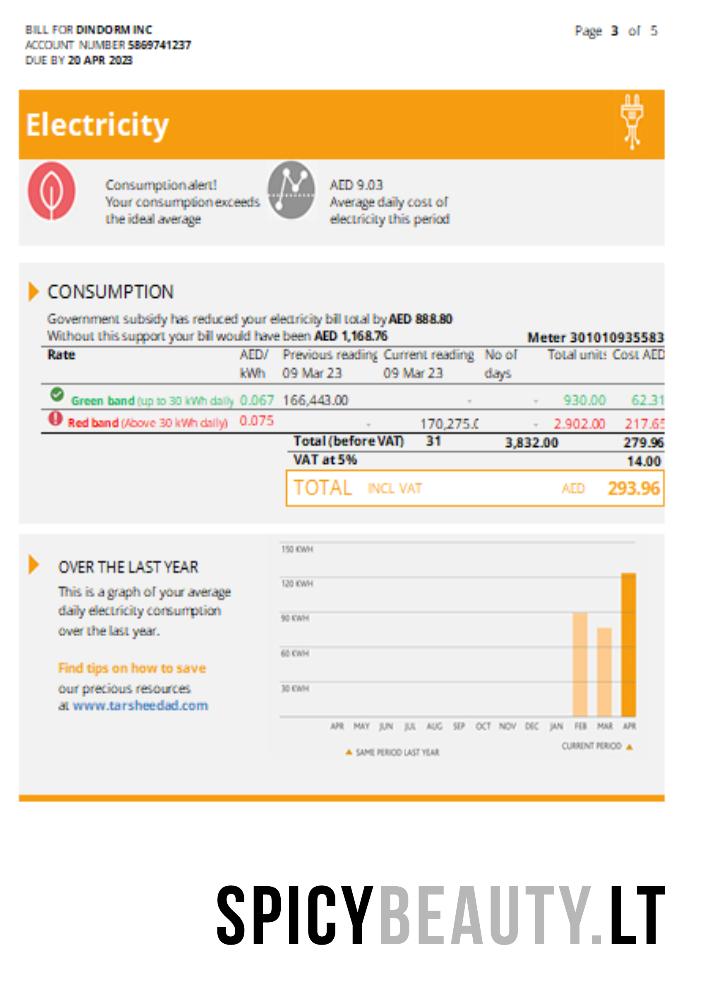 BILL FOR DINDORM INC
ACCOUNT NUMBER 5869741237
DUE BY 20 APR 2023
Page 3 of 5
Electricity
Consumption alert!
Your consumption exceeds
the ideal average
AED 9.03
Average daily cost of
electricity this period
CONSUMPTION
Government subsidy has reduced your electricity bill total by AED 888.80
Without this support your bill would have been AED 1,168.76
Meter 301010935583
Rate AED/ Previous reading Current reading No of Total units Cost AED
kWh 09 Mar 23 09 Mar 23 days
Green band (up to 30 kWh daily 0.067 166,443.00 - - 930.00 62.31
Red band (Above 30 kWh daily) 0.075 - 170,275.0 - 2.902.00 217.65
Total (before VAT) 31 3,832.00 279.96
VAT at 5% 14.00
TOTAL INCL VAT AED 293.96
OVER THE LAST YEAR
This is a graph of your average
daily electricity consumption
over the last year.
Find tips on how to save
our precious resources
at www.tarsheedad.com
150 KWH
120 KWH
90 KWH
60 KWH
30 KWH
APR MAY JUN JUL AUG SEP OCT NOV DEC JAN FEB MAR APR
SAME PERIOD LAST YEAR
CURRENT PERIOD
SPICYBEAUTY.LT